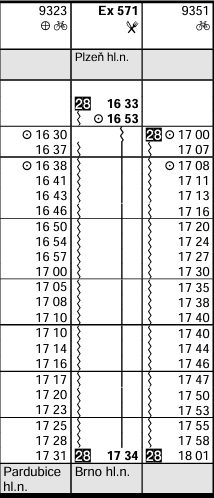 9323 Ex 571 9351
Plzeň hl.n.
28 16 33
16 53
16 30 28 17 00
16 37 17 07
16 38 17 08
16 41 17 11
16 43 17 13
16 46 17 16
16 50 17 20
16 54 17 24
16 57 17 27
17 00 17 30
17 05 17 35
17 08 17 38
17 10 17 40
17 10 17 40
17 14 17 44
17 16 17 46
17 17 17 47
17 20 17 50
17 23 17 53
17 25 17 55
17 28 17 58
17 31 28 17 34 28 18 01
Pardubice Brno hl.n.
hl.n.